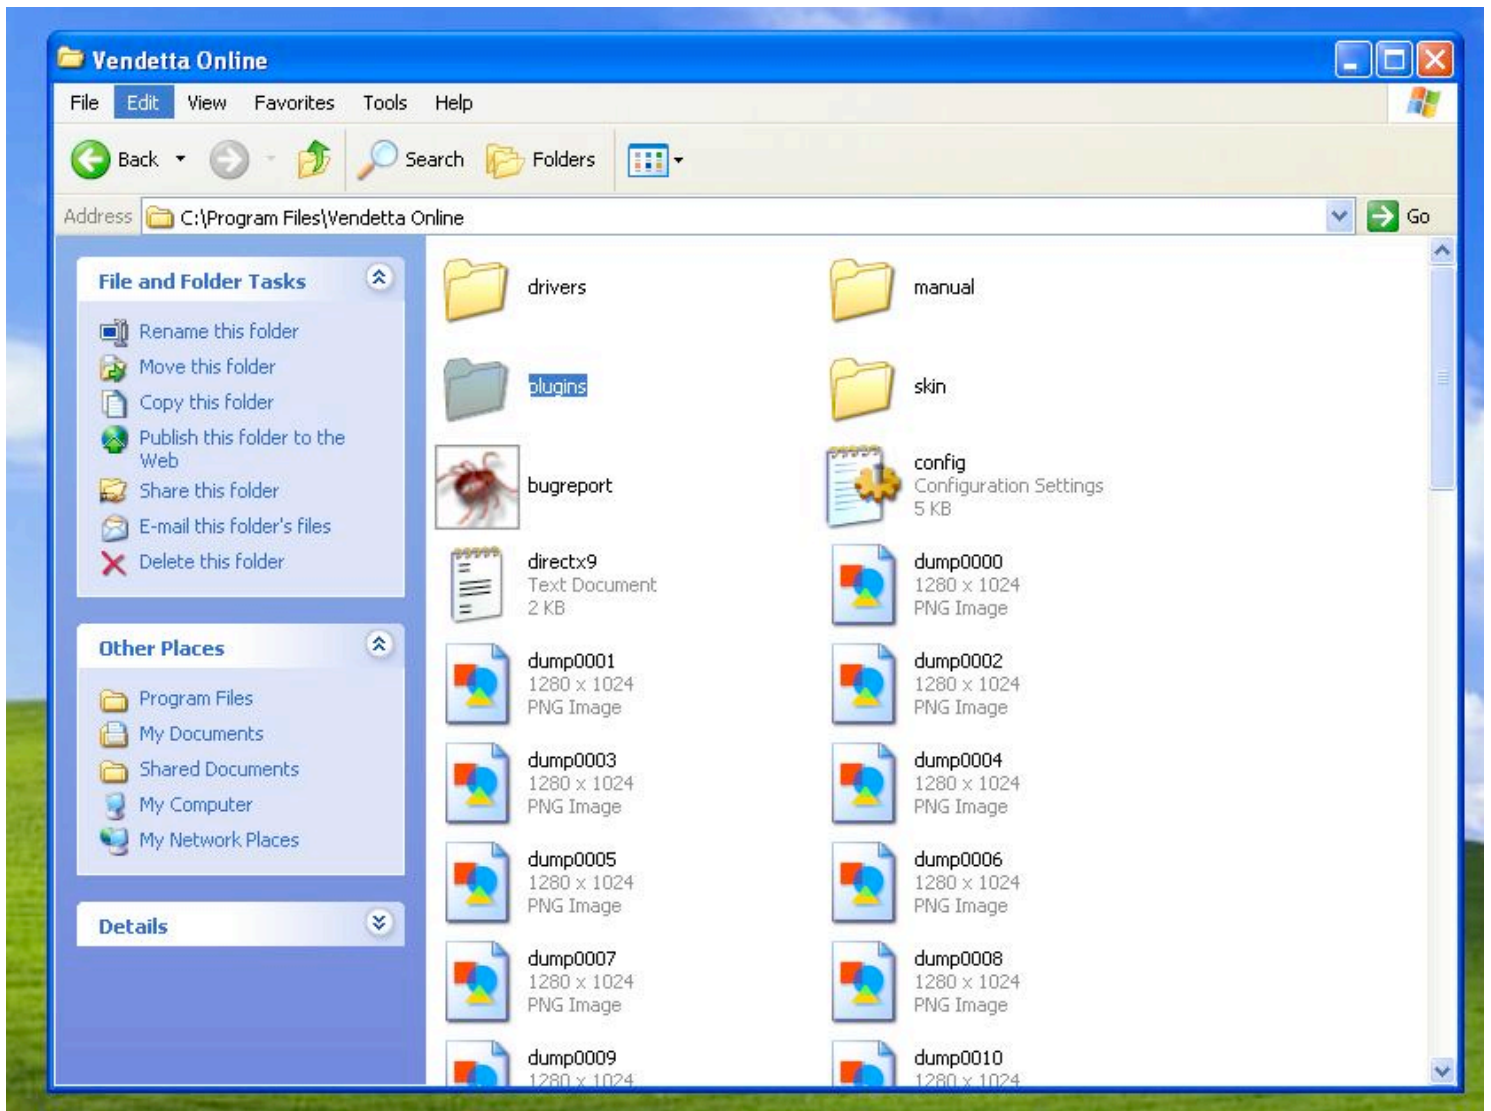 Vendetta Online
File Edit View Favorites Tools Help
Back Search Folders
Address C:\Program Files\Vendetta Online Go
File and Folder Tasks
Rename this folder
Move this folder
Copy this folder
Publish this folder to the
Web
Share this folder
E-mail this folder's files
Delete this folder
Other Places
Program Files
My Documents
Shared Documents
My Computer
My Network Places
Details
drivers
manual
plugins
skin
bugreport
config
Configuration Settings
5 KB
directx9
Text Document
2 KB
dump0000
1280 x 1024
PNG Image
dump0001
1280 x 1024
PNG Image
dump0002
1280 x 1024
PNG Image
dump0003
1280 x 1024
PNG Image
dump0004
1280 x 1024
PNG Image
dump0005
1280 x 1024
PNG Image
dump0006
1280 x 1024
PNG Image
dump0007
1280 x 1024
PNG Image
dump0008
1280 x 1024
PNG Image
dump0009
1280 x 1024
dump0010
1280 x 1024